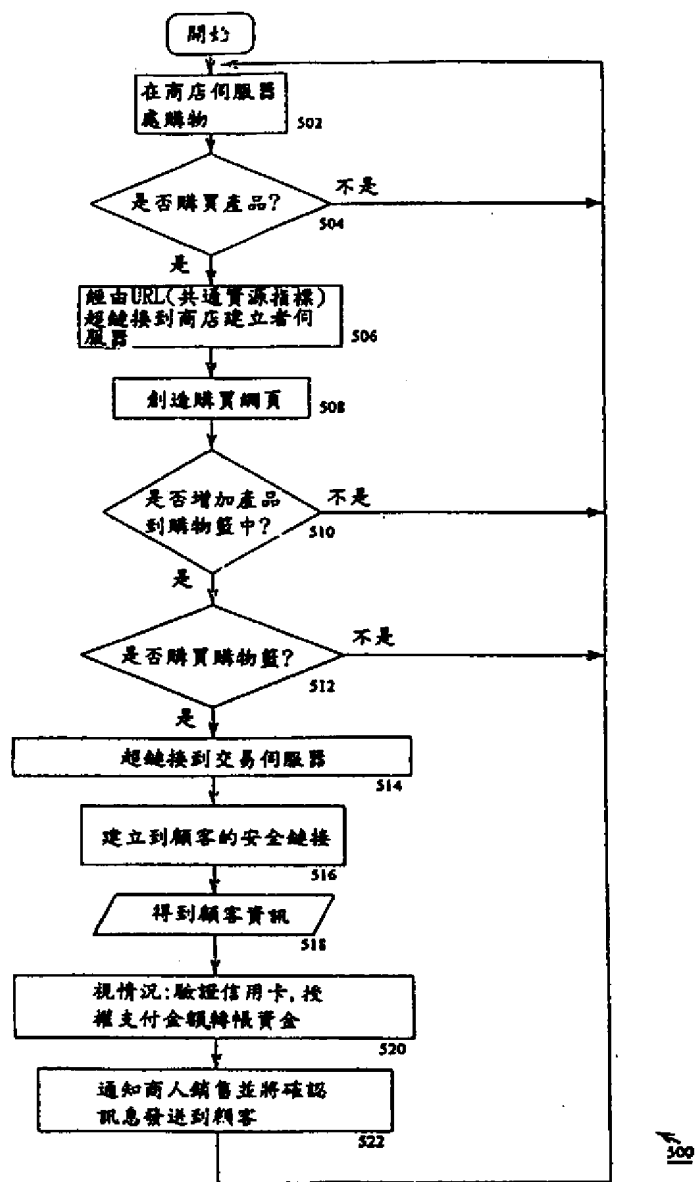 開始
在商店伺服器
處購物
502
是否購買產品?
不是
504
是
經由URL(共通資源指標)
超鏈接到商店建立者伺
服器
506
創造購買網頁
508
是否增加產品
到購物籃中?
不是
510
是
是否購買購物籃?
不是
512
是
超鏈接到交易伺服器
514
建立到顧客的安全鏈接
516
得到顧客資訊
518
視情況:驗證信用卡,授
權支付金額轉帳資金
520
通知商人銷售並將確認
訊息發送到顧客
522
500